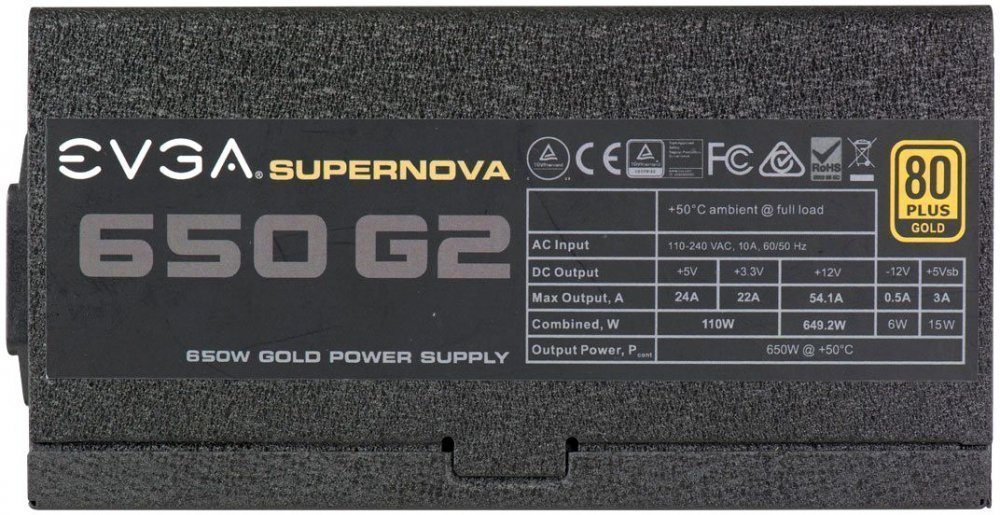 EVGA® SUPERNOVA
650 G2
650W GOLD POWER SUPPLY
CE
FC
RoHS
80
PLUS
GOLD
+50°C ambient @ full load
AC Input 110-240 VAC, 10A, 60/50 Hz
DC Output +5V +3.3V +12V -12V +5Vsb
Max Output, A 24A 22A 54.1A 0.5A 3A
Combined, W 110W 649.2W 6W 15W
Output Power, Pcont 650W @ +50°C